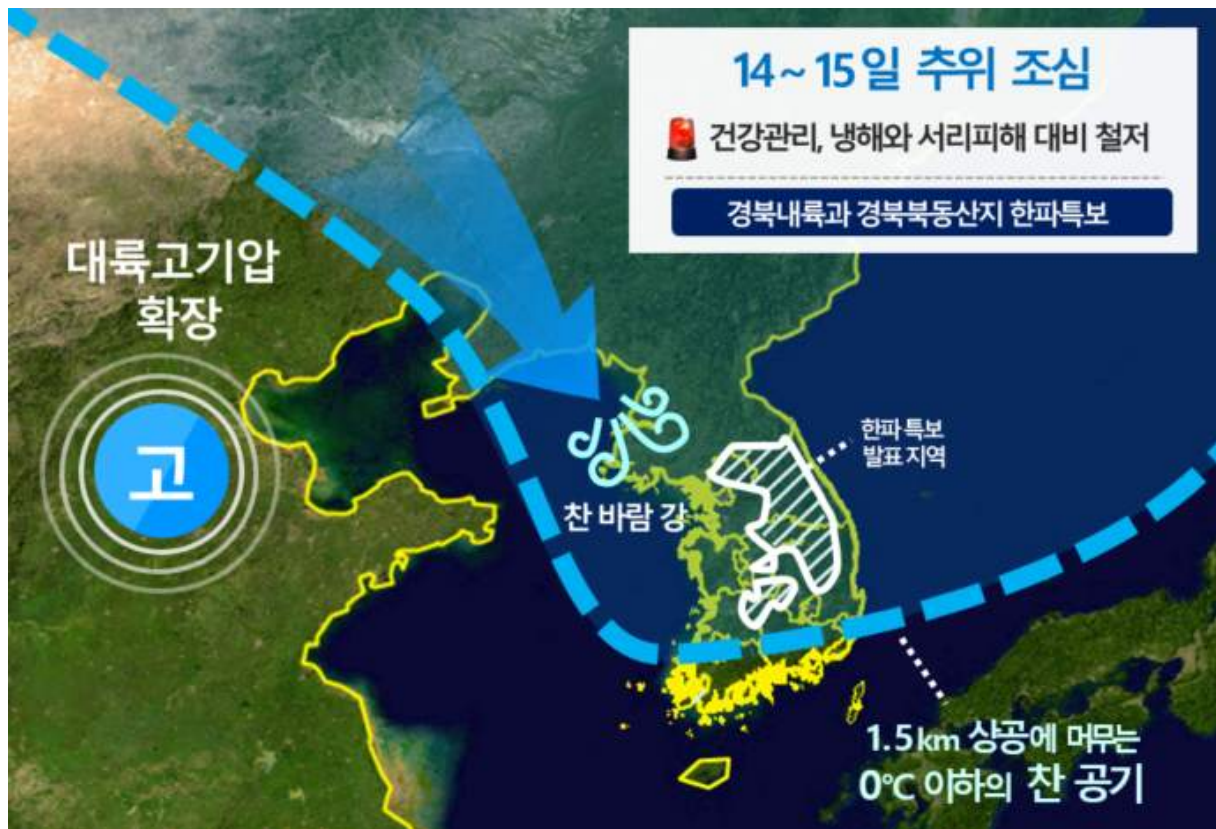 14~15일 추위 조심
건강관리, 냉해와 서리피해 대비 철저
경북내륙과 경북북동산지 한파특보
대륙고기압
확장
고
한파 특보
발표 지역
찬 바람 강
1.5km 상공에 머무는
0℃ 이하의 찬 공기